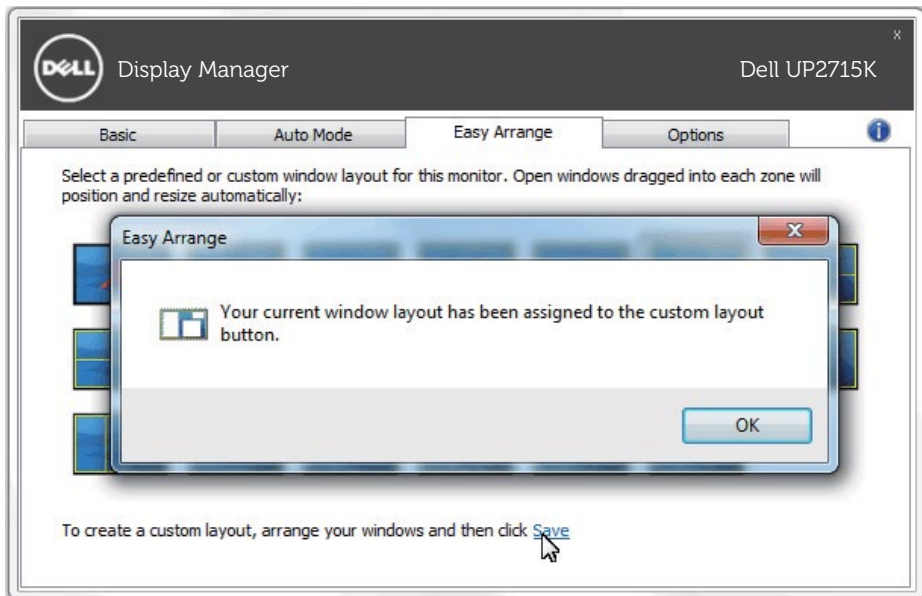 DELL
Display Manager
Dell UP2715K
x
Basic
Auto Mode
Easy Arrange
Options
i
Select a predefined or custom window layout for this monitor. Open windows dragged into each zone will
position and resize automatically:
Easy Arrange
x
Your current window layout has been assigned to the custom layout
button.
OK
To create a custom layout, arrange your windows and then click Save